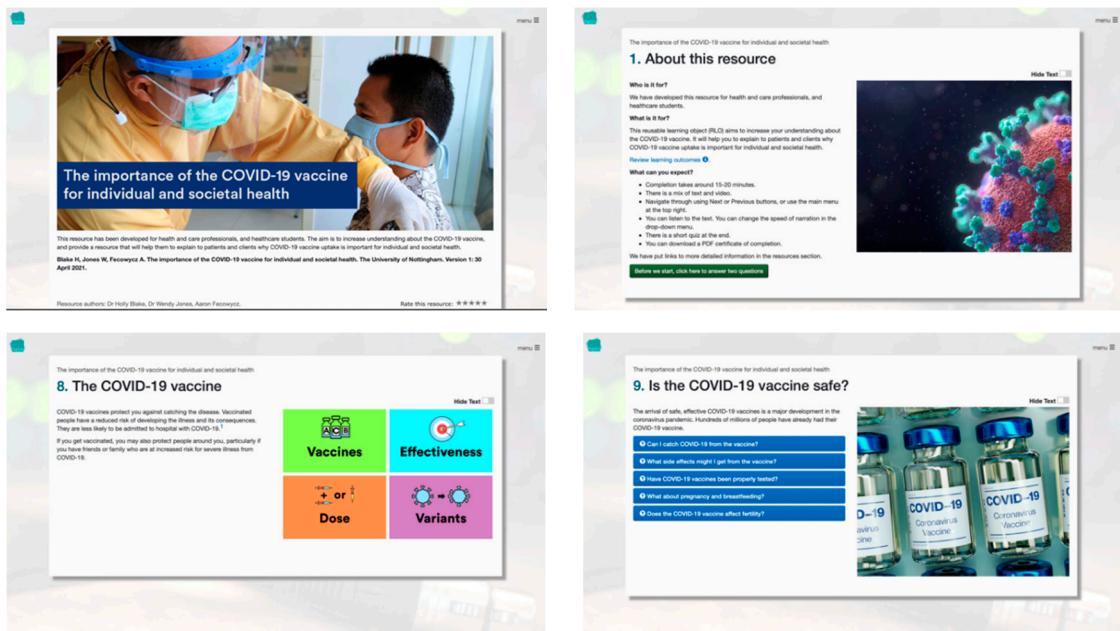 menu
The importance of the COVID-19 vaccine
for individual and societal health
This resource has been developed for health and care professionals, and healthcare students. The aim is to increase understanding about the COVID-19 vaccine,
and provide a resource that will help them to explain to patients and clients why COVID-19 vaccine uptake is important for individual and societal health.
Blake H, Jones W, Fecowycz A. The importance of the COVID-19 vaccine for individual and societal health. The University of Nottingham. Version 1: 30
April 2021.
Resource authors: Dr Holly Blake, Dr Wendy Jones, Aaron Fecowycz.
Rate this resource:
menu
The importance of the COVID-19 vaccine for individual and societal health
1. About this resource
Hide Text
Who is it for?
We have developed this resource for health and care professionals, and
healthcare students.
What is it for?
This reusable learning object (RLO) aims to increase your understanding about
the COVID-19 vaccine. It will help you to explain to patients and clients why
COVID-19 vaccine uptake is important for individual and societal health.
Review learning outcomes
What can you expect?
Completion takes around 15-20 minutes.
There is a mix of text and video.
Navigate through using Next or Previous buttons, or use the main menu
at the top right.
You can listen to the text. You can change the speed of narration in the
drop-down menu.
There is a short quiz at the end.
You can download a PDF certificate of completion.
We have put links to more detailed information in the resources section.
Before we start, click here to answer two questions
menu
The importance of the COVID-19 vaccine for individual and societal health
8. The COVID-19 vaccine
Hide Text
COVID-19 vaccines protect you against catching the disease. Vaccinated
people have a reduced risk of developing the illness and its consequences.
They are less likely to be admitted to hospital with COVID-19.1
If you get vaccinated, you may also protect people around you, particularly if
you have friends or family who are at increased risk for severe illness from
COVID-19.
A C B
Vaccines
Effectiveness
+ or
Dose
Variants
menu
The importance of the COVID-19 vaccine for individual and societal health
9. Is the COVID-19 vaccine safe?
Hide Text
The arrival of safe, effective COVID-19 vaccines is a major development in the
coronavirus pandemic. Hundreds of millions of people have already had their
COVID-19 vaccine.
Can I catch COVID-19 from the vaccine?
What side effects might I get from the vaccine?
Have COVID-19 vaccines been properly tested?
What about pregnancy and breastfeeding?
Does the COVID-19 vaccine affect fertility?
COVID-19
Coronavirus
Vaccine
COVID-19
Coronavirus
Vaccine